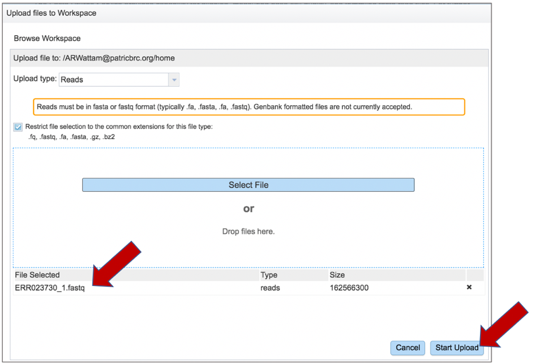 Upload files to Workspace
Browse Workspace
Upload file to: /ARWattam@patricbrc.org/home
Upload type: Reads
Reads must be in fasta or fastq format (typically .fa, .fasta, .fa, .fastq). Genbank formatted files are not currently accepted.
Restrict file selection to the common extensions for this file type:
.fq, .fastq, .fa, .fasta, .gz, .bz2
Select File
or
Drop files here.
File Selected Type Size
ERR023730_1.fastq reads 162566300
Cancel Start Upload